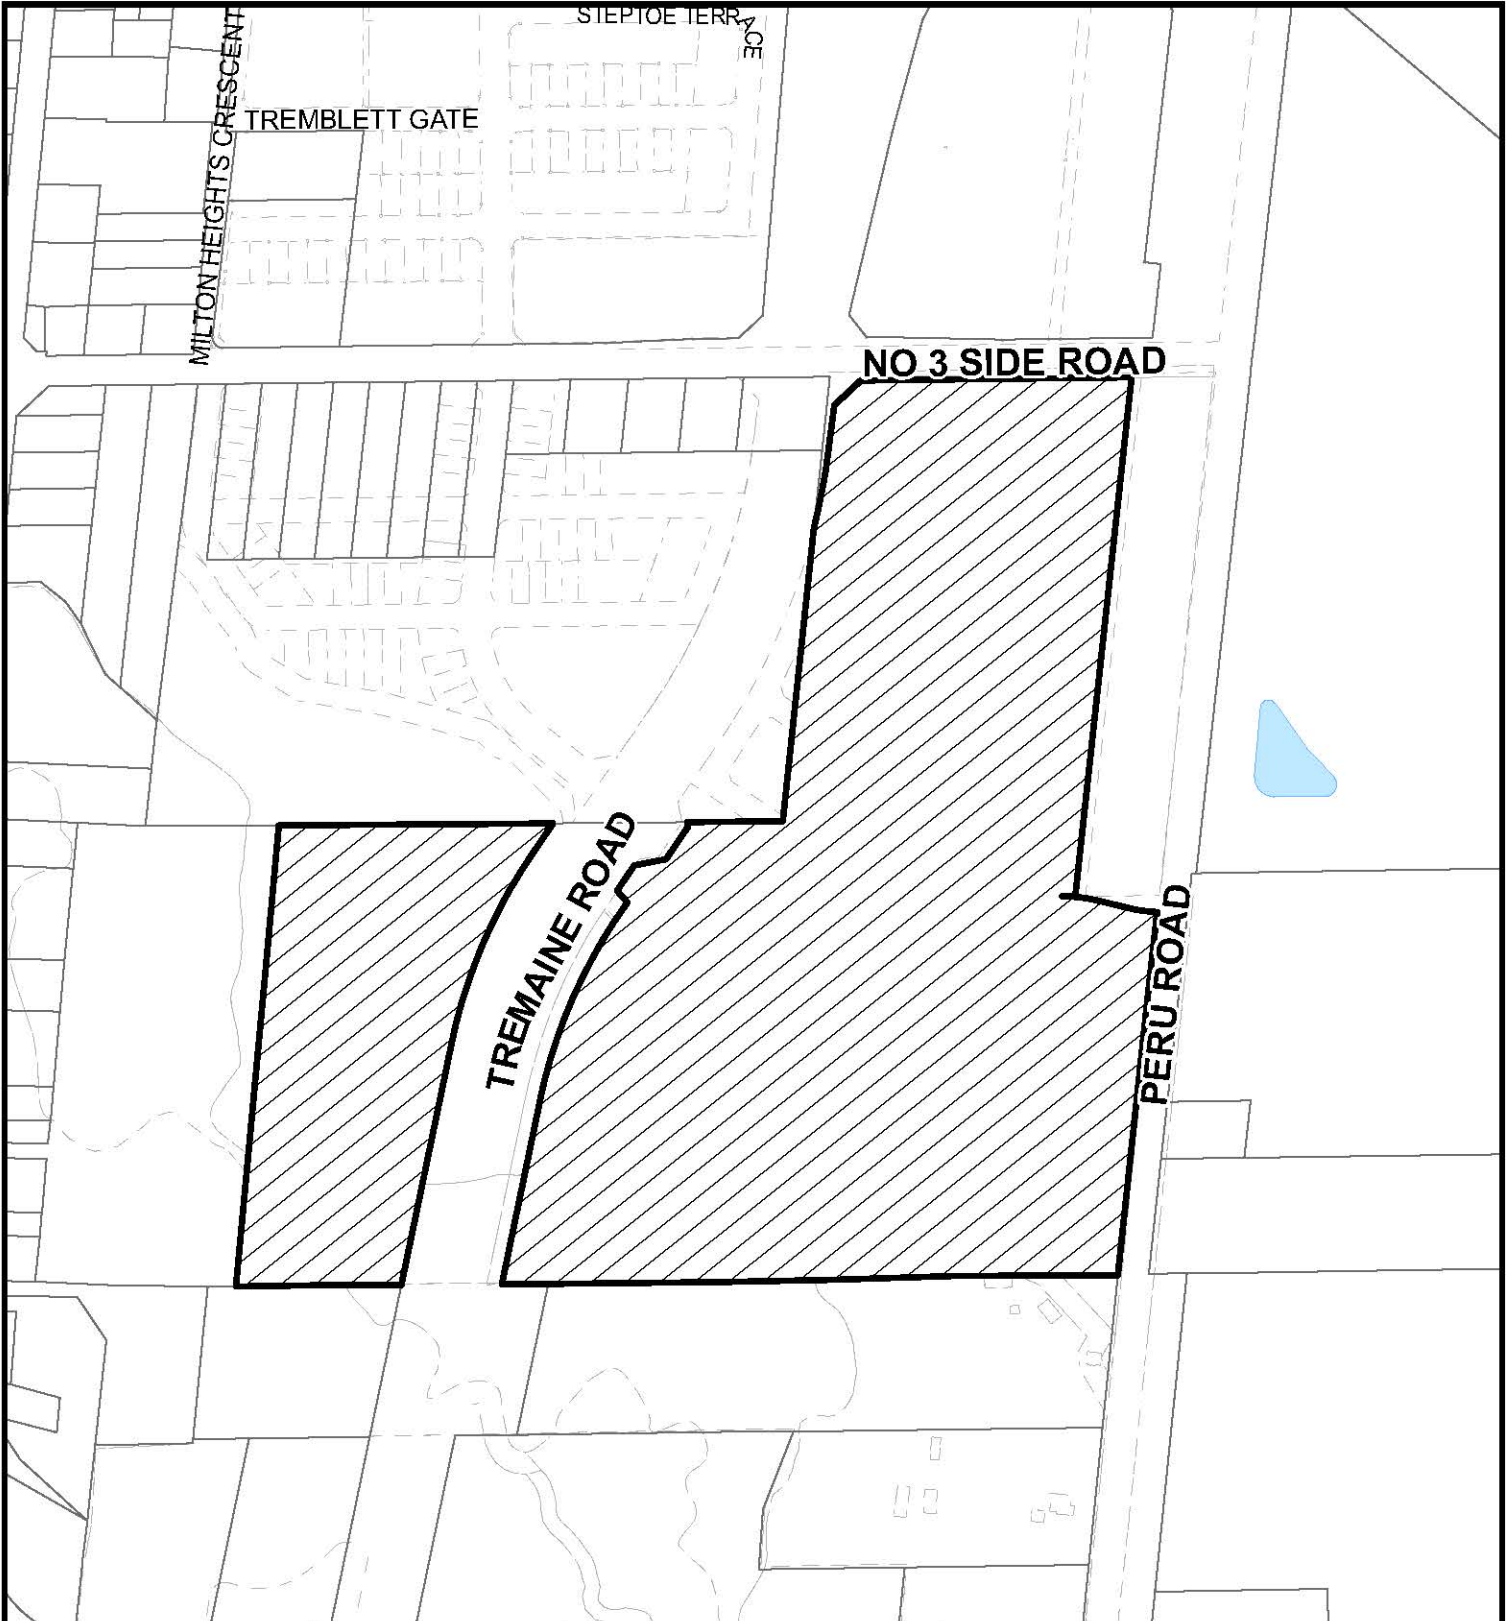 STEPTOE TERRACE
TREMBLETT GATE
MILTON HEIGHTS CRESCENT
NO 3 SIDE ROAD
TREMAINE ROAD
PERU ROAD